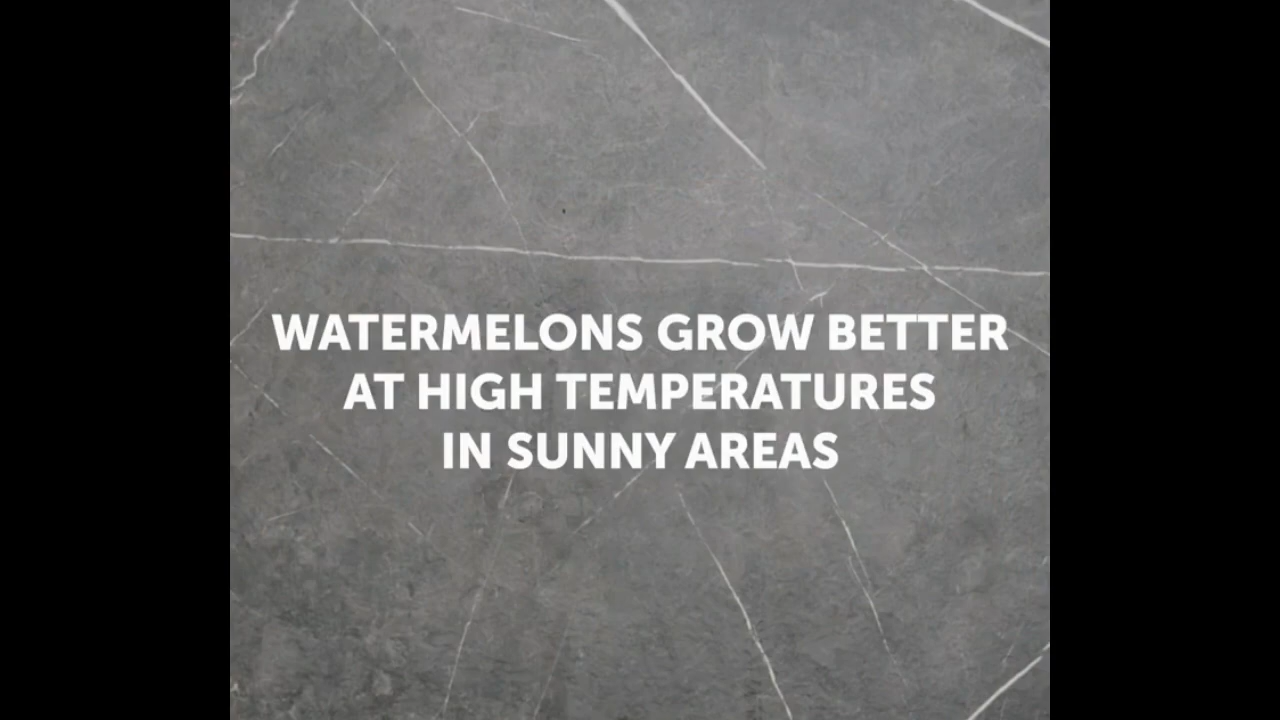 WATERMELONS GROW BETTER
AT HIGH TEMPERATURES
IN SUNNY AREAS